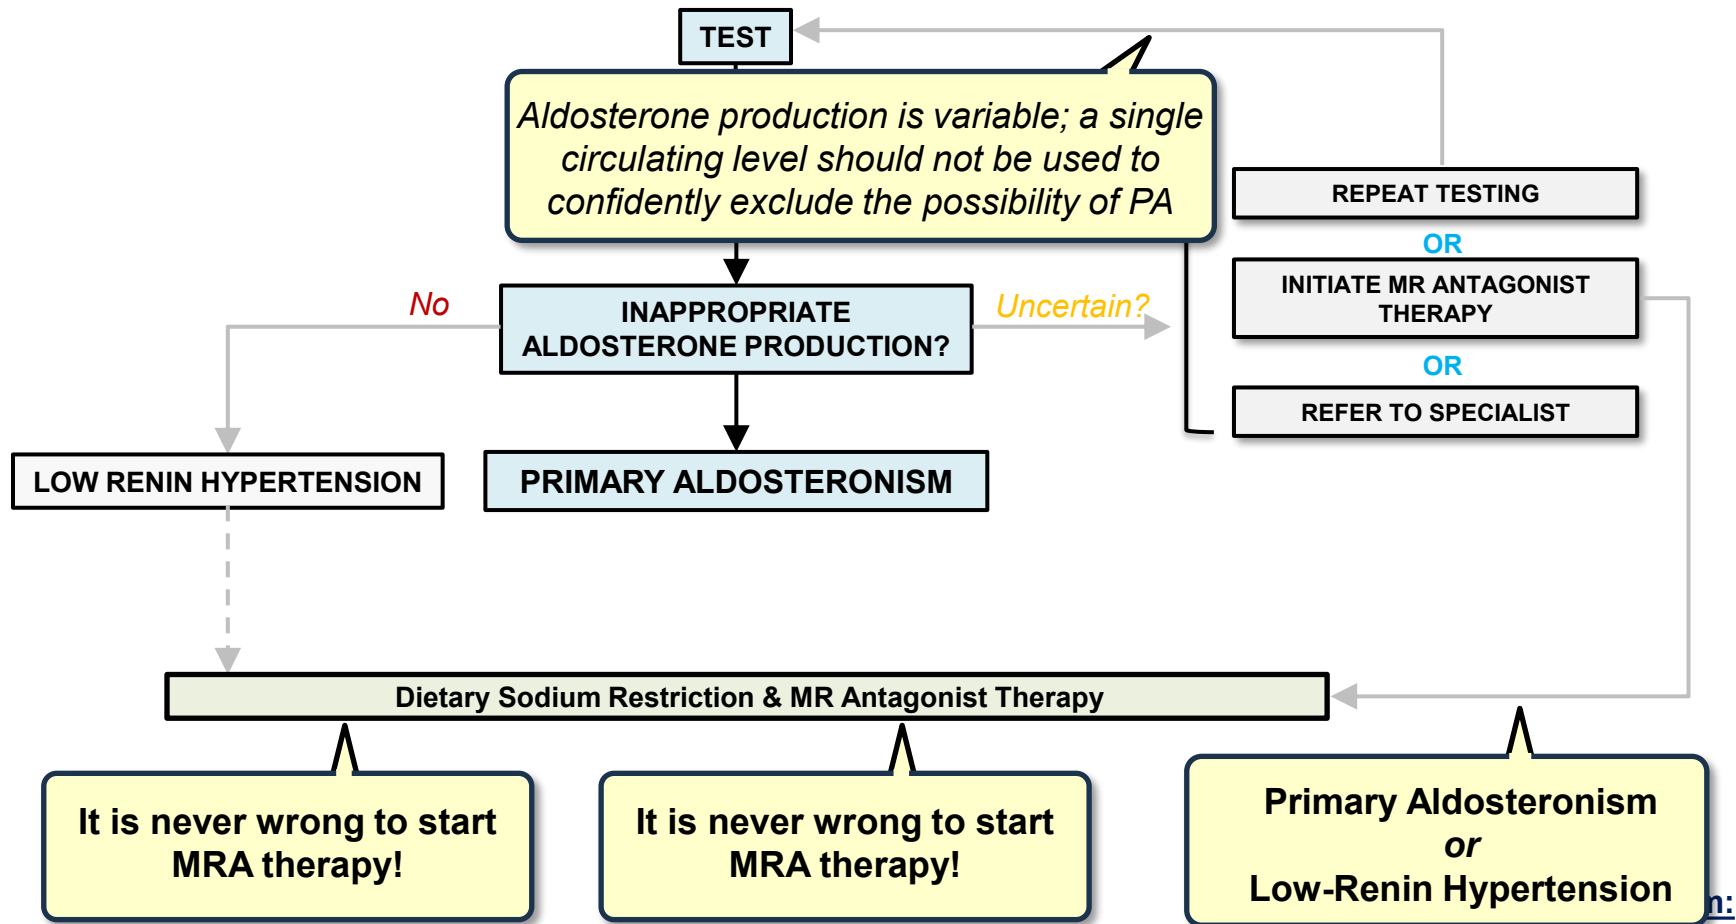 TEST
Aldosterone production is variable; a single
circulating level should not be used to
confidently exclude the possibility of PA
REPEAT TESTING
OR
INITIATE MR ANTAGONIST
THERAPY
OR
REFER TO SPECIALIST
No
INAPPROPRIATE
ALDOSTERONE PRODUCTION?
Uncertain?
LOW RENIN HYPERTENSION
PRIMARY ALDOSTERONISM
Dietary Sodium Restriction & MR Antagonist Therapy
It is never wrong to start
MRA therapy!
It is never wrong to start
MRA therapy!
Primary Aldosteronism
or
Low-Renin Hypertension